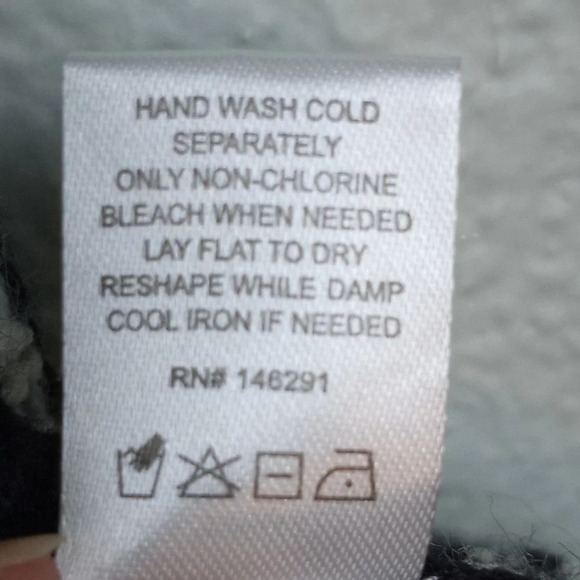 HAND WASH COLD
SEPARATELY
ONLY NON-CHLORINE
BLEACH WHEN NEEDED
LAY FLAT TO DRY
RESHAPE WHILE DAMP
COOL IRON IF NEEDED
RN# 146291